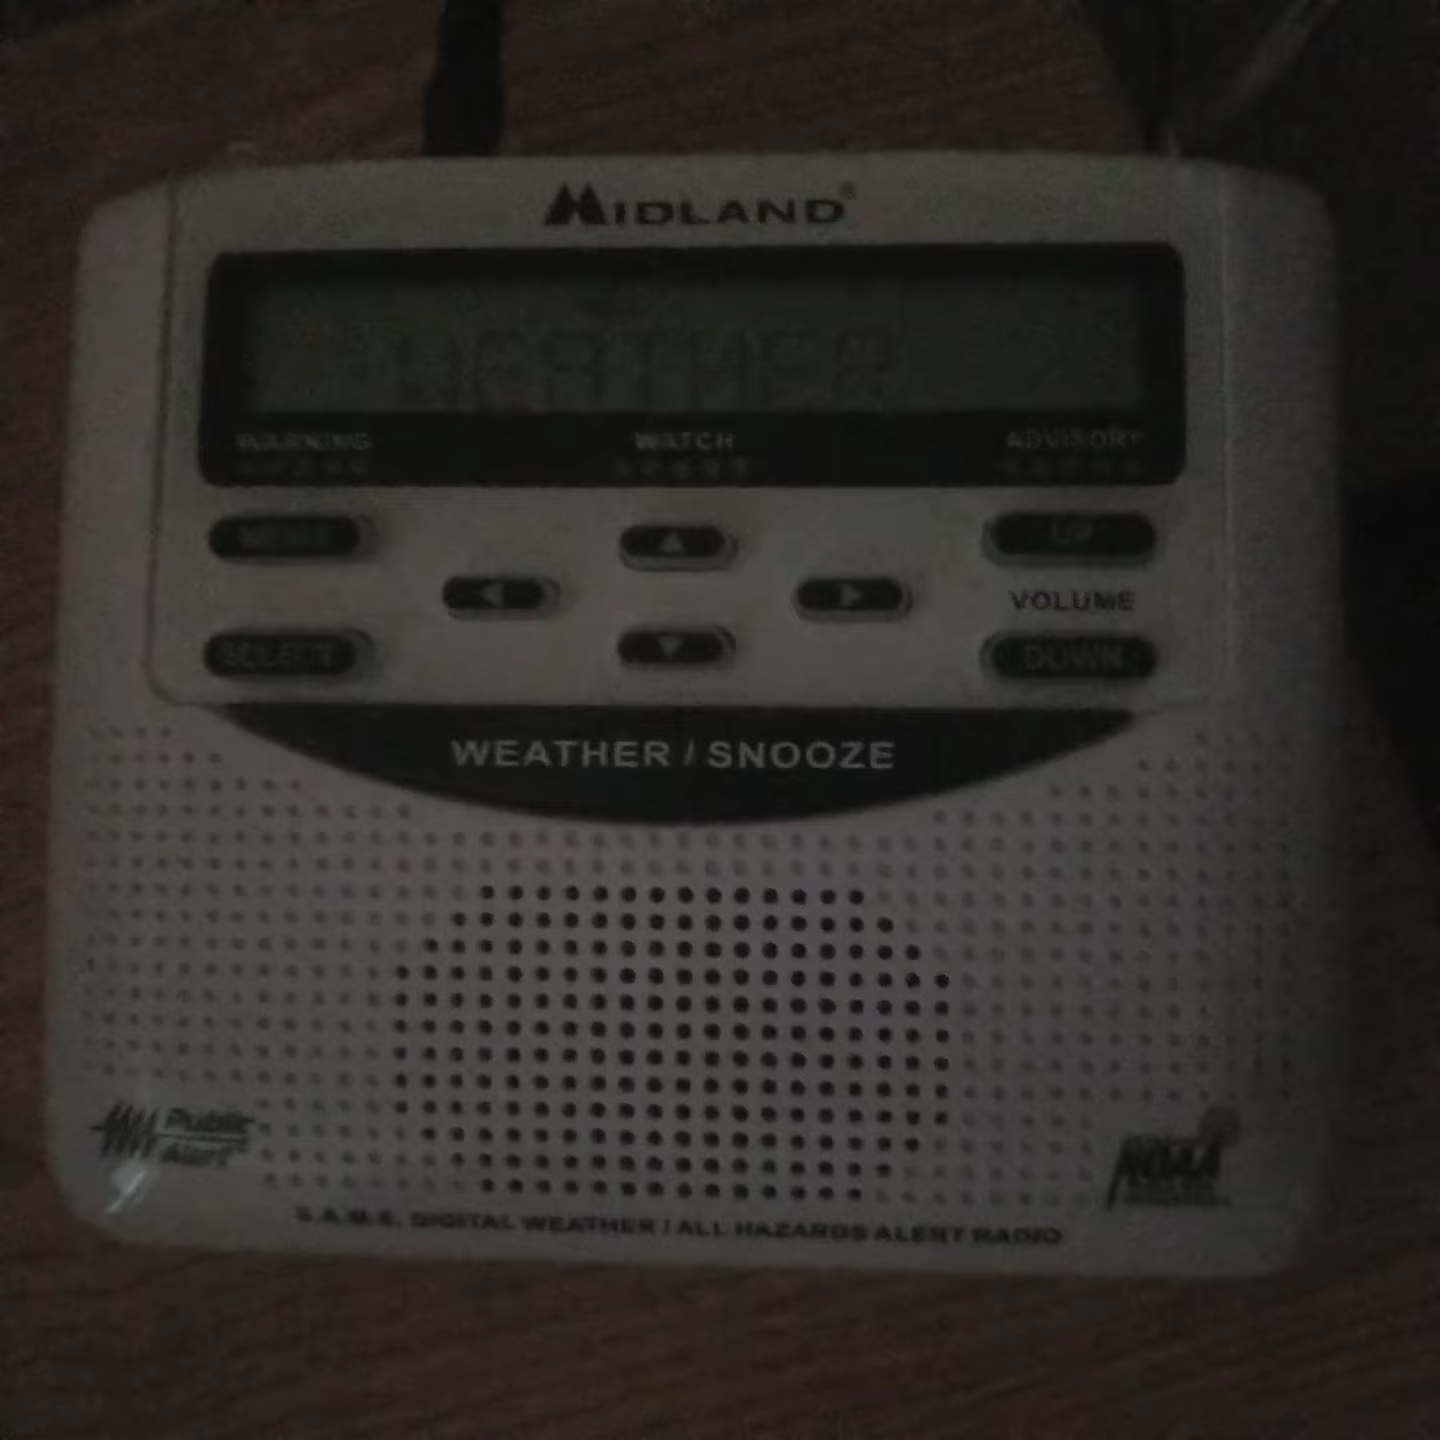 MIDLAND®
WEATHER
WARNING WATCH ADVISORY
MENU UP
VOLUME
SELECT DOWN
WEATHER / SNOOZE
Public
Alert
NOAA
S.A.M.E. DIGITAL WEATHER / ALL HAZARDS ALERT RADIO